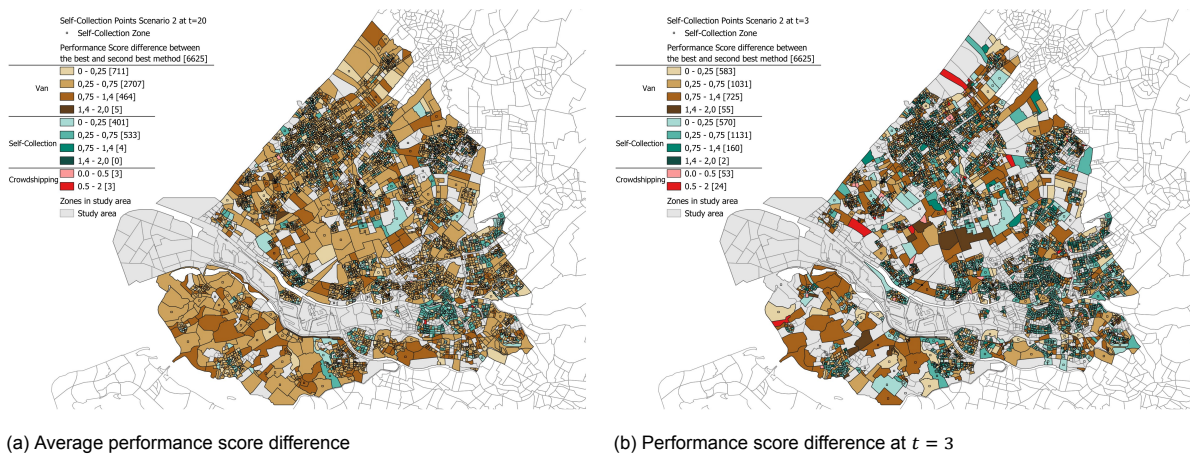 Self-Collection Points Scenario 2 at t=20
Self-Collection Zone
Performance Score difference between
the best and second best method [6625]
Van
0 - 0,25 [711]
0,25 - 0,75 [2707]
0,75 - 1,4 [464]
1,4 - 2,0 [5]
Self-Collection
0 - 0,25 [401]
0,25 - 0,75 [533]
0,75 - 1,4 [4]
1,4 - 2,0 [0]
Crowdshipping
0.0 - 0.5 [3]
0.5 - 2 [3]
Zones in study area
Study area
(a) Average performance score difference
Self-Collection Points Scenario 2 at t=3
Self-Collection Zone
Performance Score difference between
the best and second best method [6625]
Van
0 - 0,25 [583]
0,25 - 0,75 [1031]
0,75 - 1,4 [725]
1,4 - 2,0 [55]
Self-Collection
0 - 0,25 [570]
0,25 - 0,75 [1131]
0,75 - 1,4 [160]
1,4 - 2,0 [2]
Crowdshipping
0.0 - 0.5 [53]
0.5 - 2 [24]
Zones in study area
Study area
(b) Performance score difference at t = 3